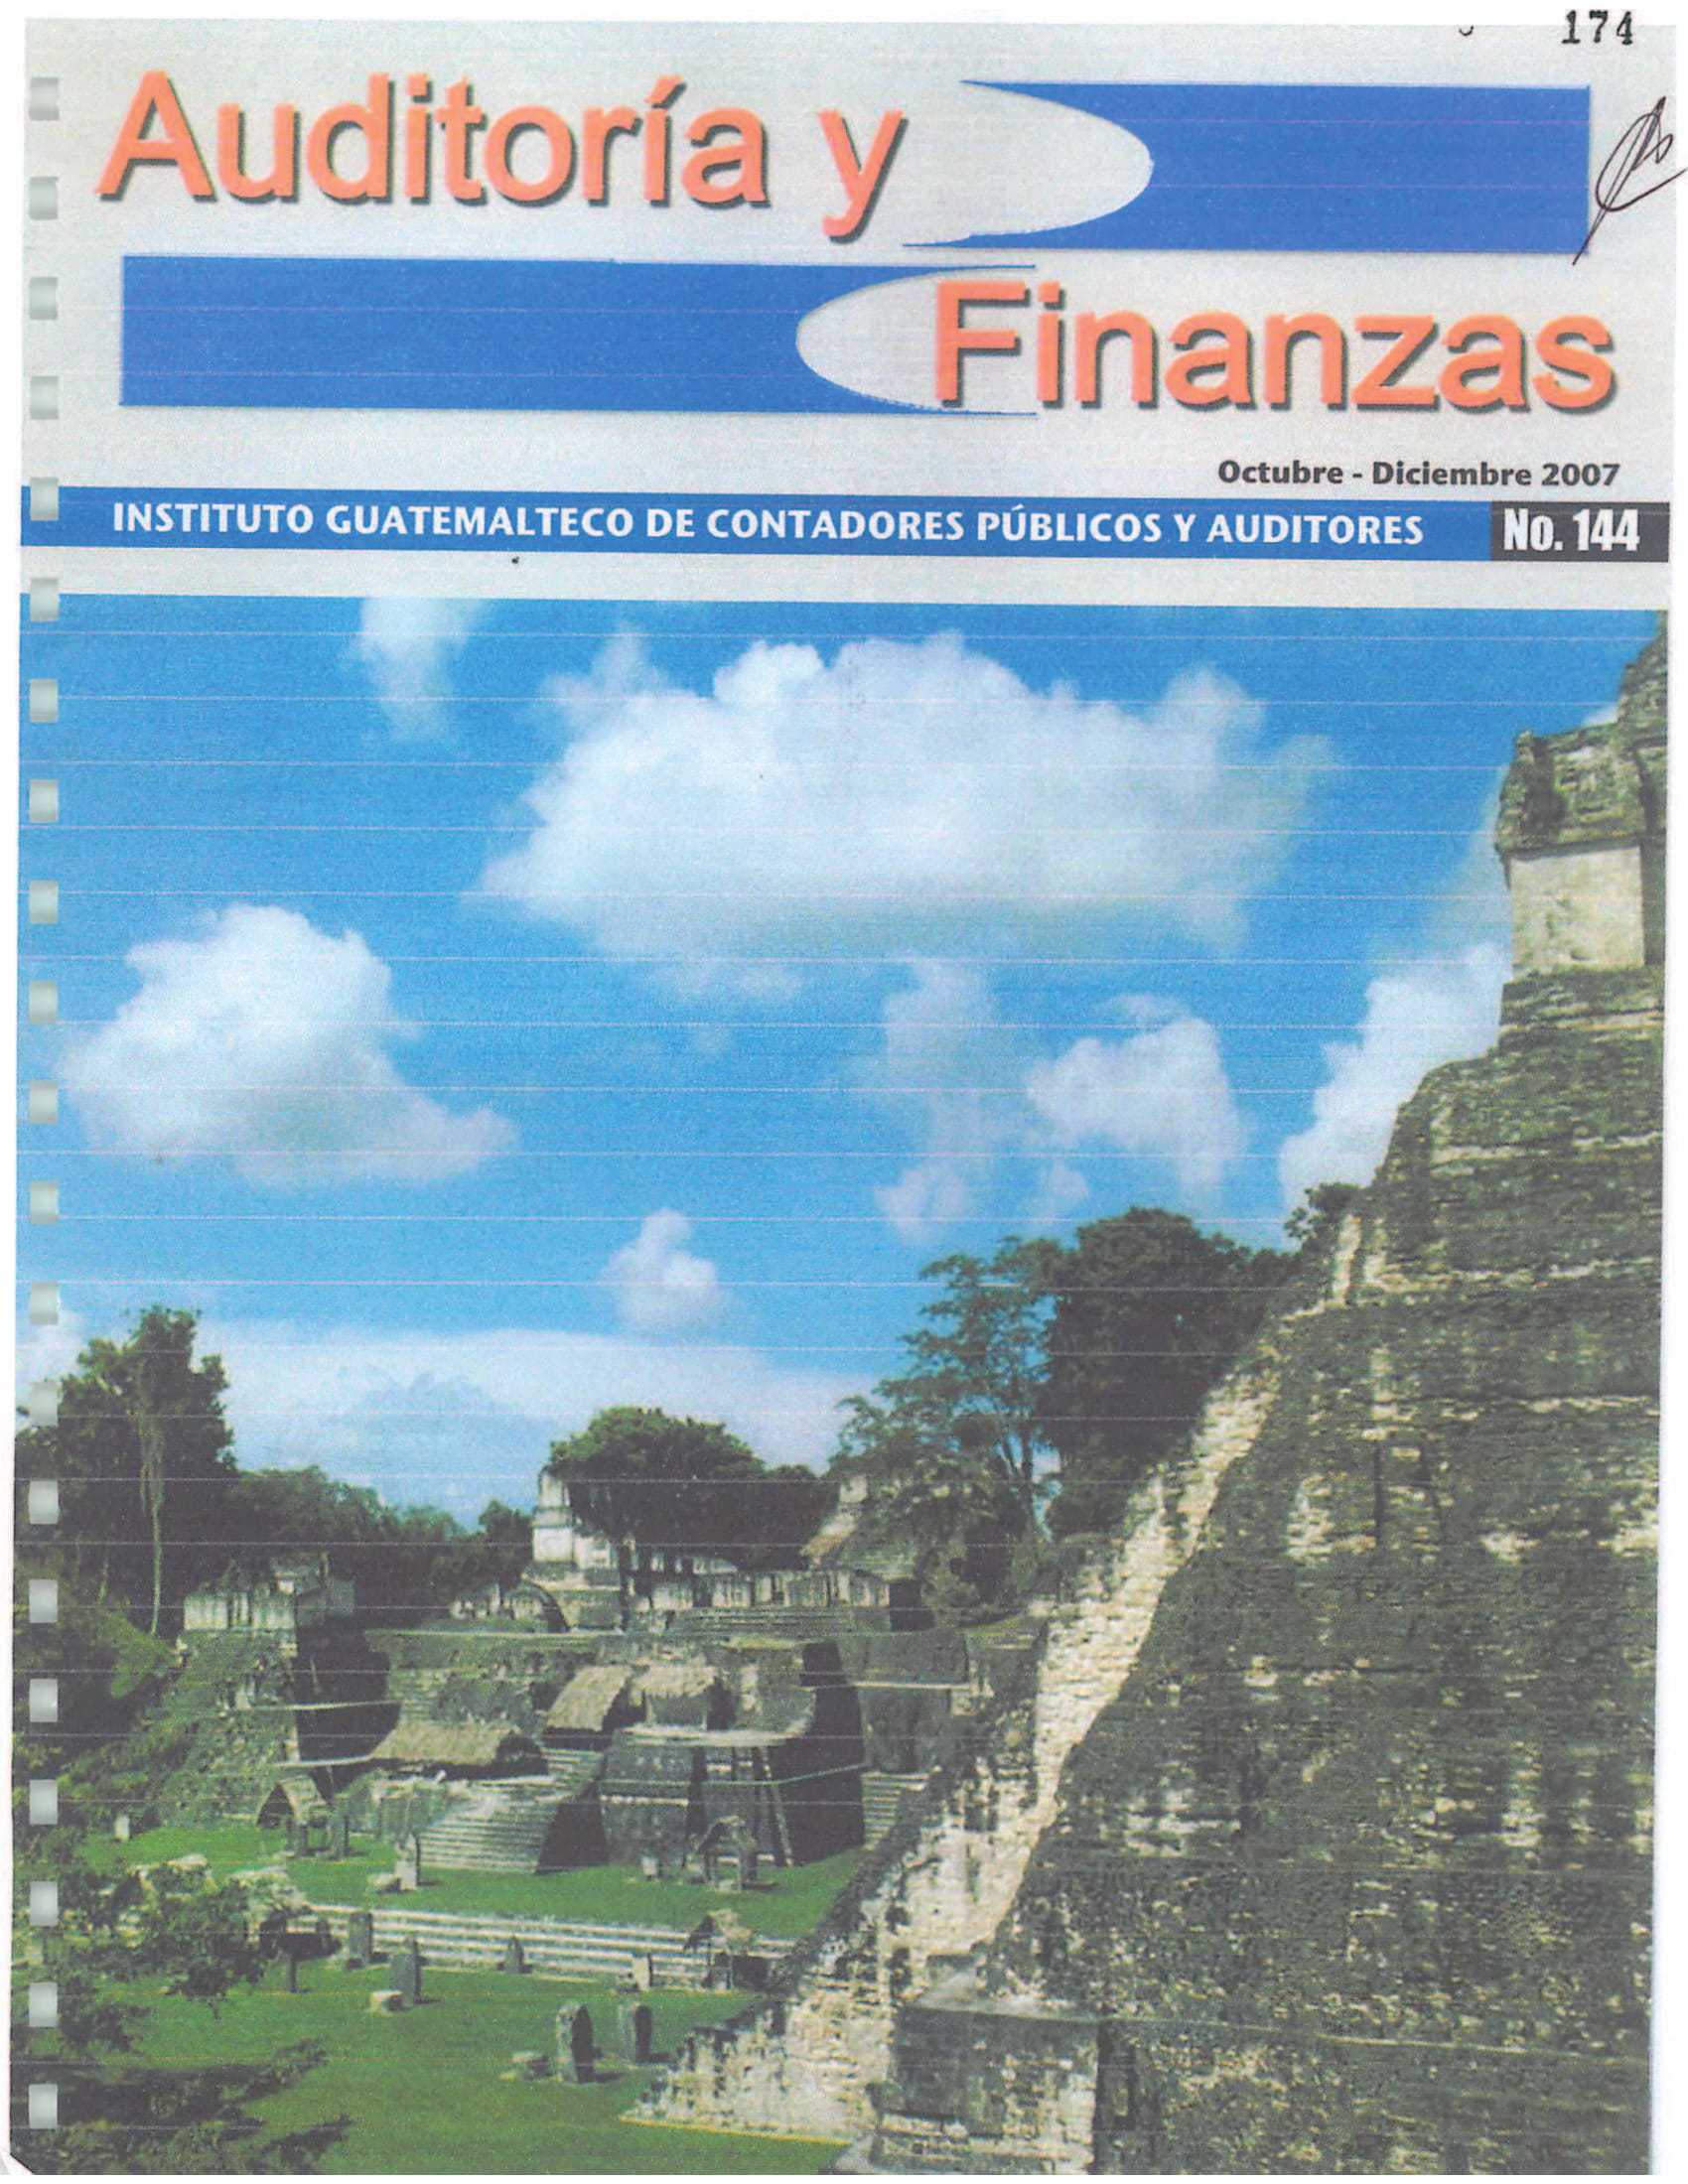 174
Auditoría y
Finanzas
Octubre - Diciembre 2007
INSTITUTO GUATEMALTECO DE CONTADORES PÚBLICOS Y AUDITORES
No. 144